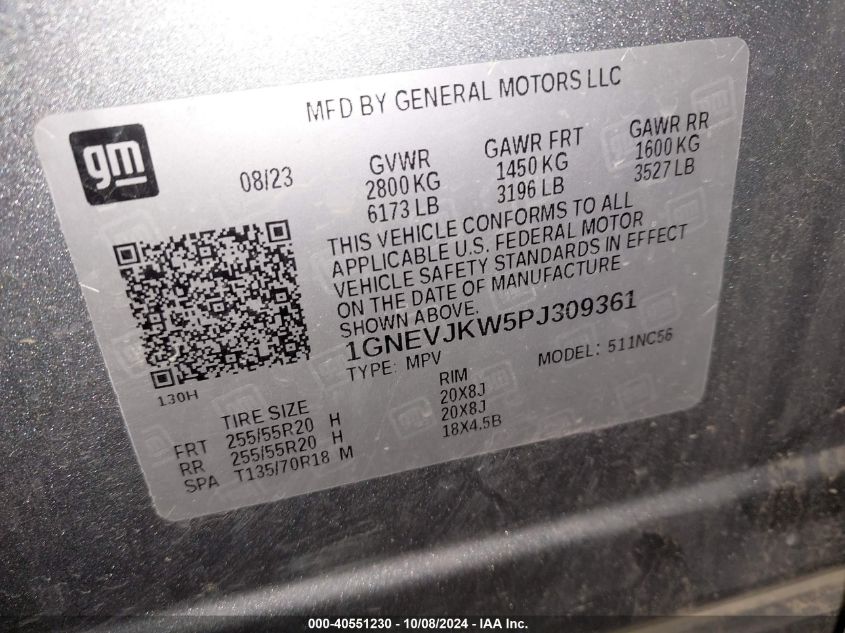 MFD BY GENERAL MOTORS LLC
gm
08/23
GVWR
2800 KG
6173 LB
GAWR FRT
1450 KG
3196 LB
GAWR RR
1600 KG
3527 LB
THIS VEHICLE CONFORMS TO ALL
APPLICABLE U.S. FEDERAL MOTOR
VEHICLE SAFETY STANDARDS IN EFFECT
ON THE DATE OF MANUFACTURE
SHOWN ABOVE.
1GNEVJKW5PJ309361
TYPE: MPV
MODEL: 511NC56
130H
TIRE SIZE
RIM
FRT 255/55R20 H 20X8J
RR 255/55R20 H 20X8J
SPA T135/70R18 M 18X4.5B
000-40551230 - 10/08/2024 - IAA Inc.